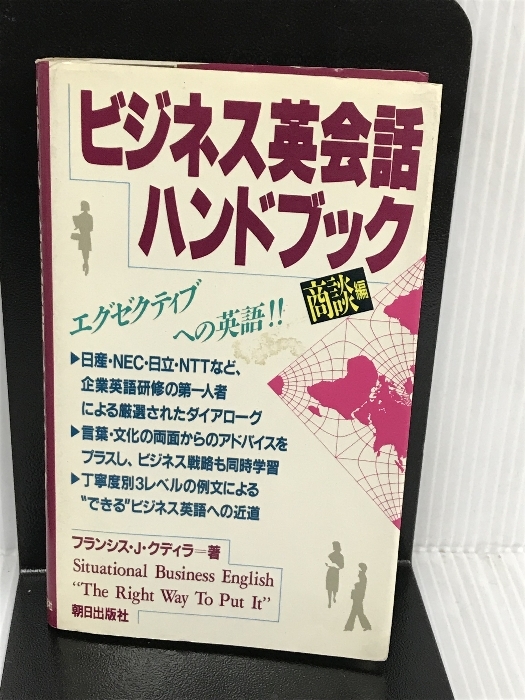 ビジネス英会話
ハンドブック
商談編
エグゼクティブ
への英語!!
▶日産・NEC・日立・NTTなど、
企業英語研修の第一人者
による厳選されたダイアローグ
▶言葉・文化の両面からのアドバイスを
プラスし、ビジネス戦略も同時学習
▶丁寧度別3レベルの例文による
“できる”ビジネス英語への近道
フランシス・J・クディラ＝著
Situational Business English
“The Right Way To Put It”
朝日出版社